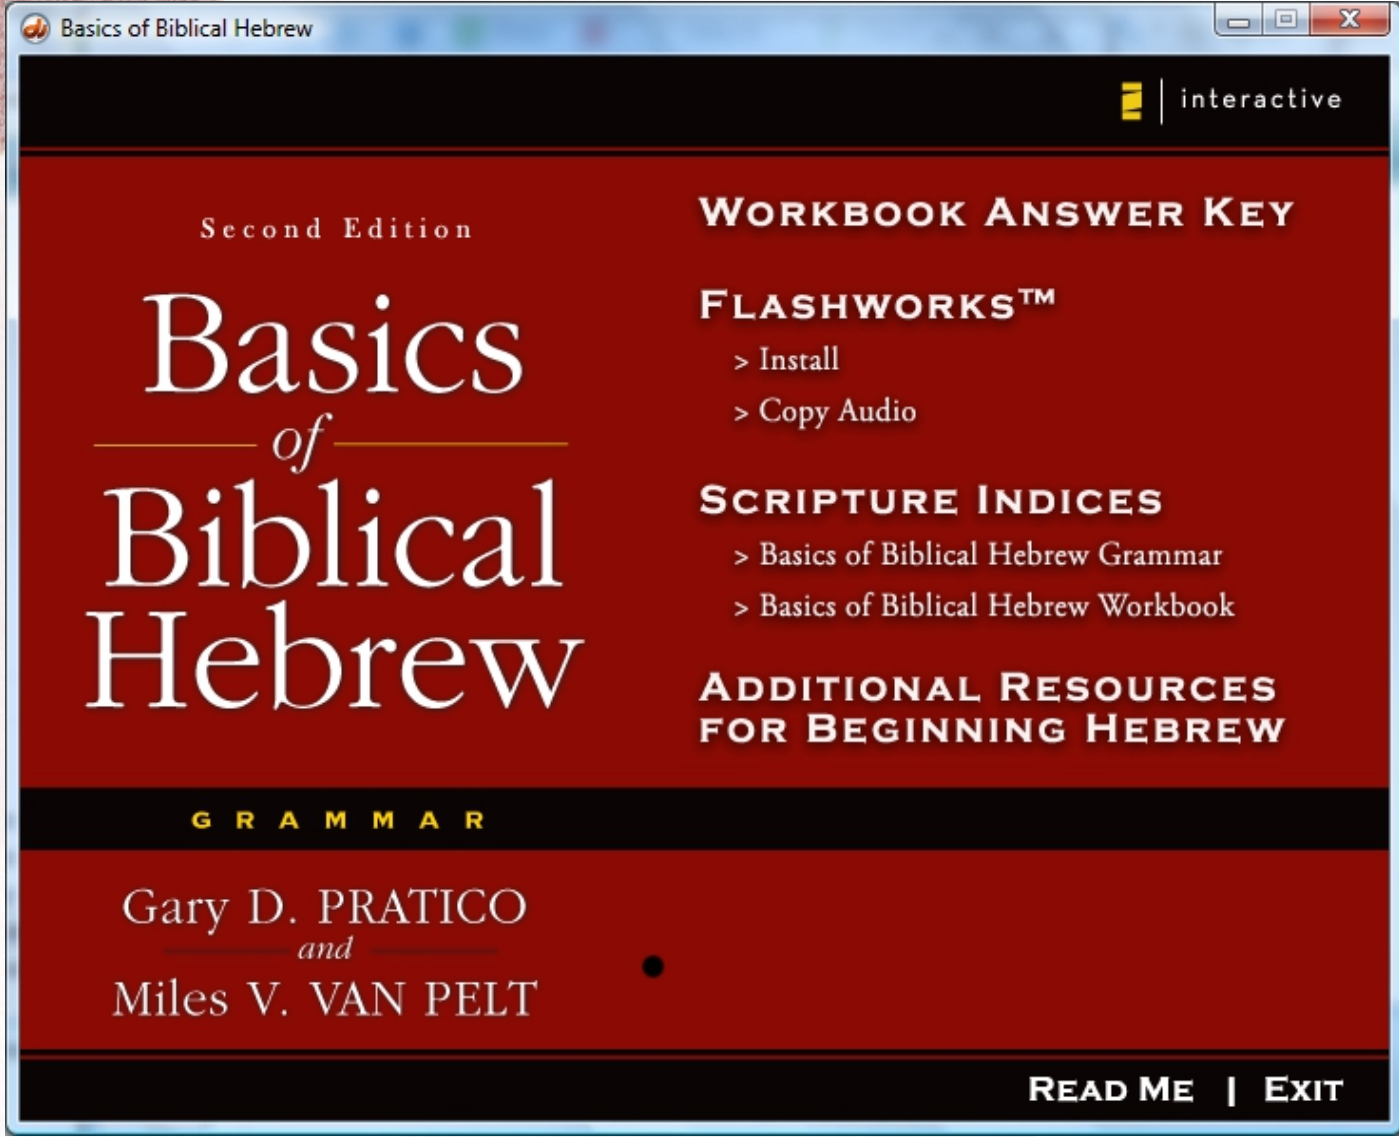 Basics of Biblical Hebrew
interactive
Second Edition
Basics
of
Biblical
Hebrew
GRAMMAR
Gary D. PRATICO
and
Miles V. VAN PELT
WORKBOOK ANSWER KEY
FLASHWORKS™
> Install
> Copy Audio
SCRIPTURE INDICES
> Basics of Biblical Hebrew Grammar
> Basics of Biblical Hebrew Workbook
ADDITIONAL RESOURCES
FOR BEGINNING HEBREW
READ ME | EXIT